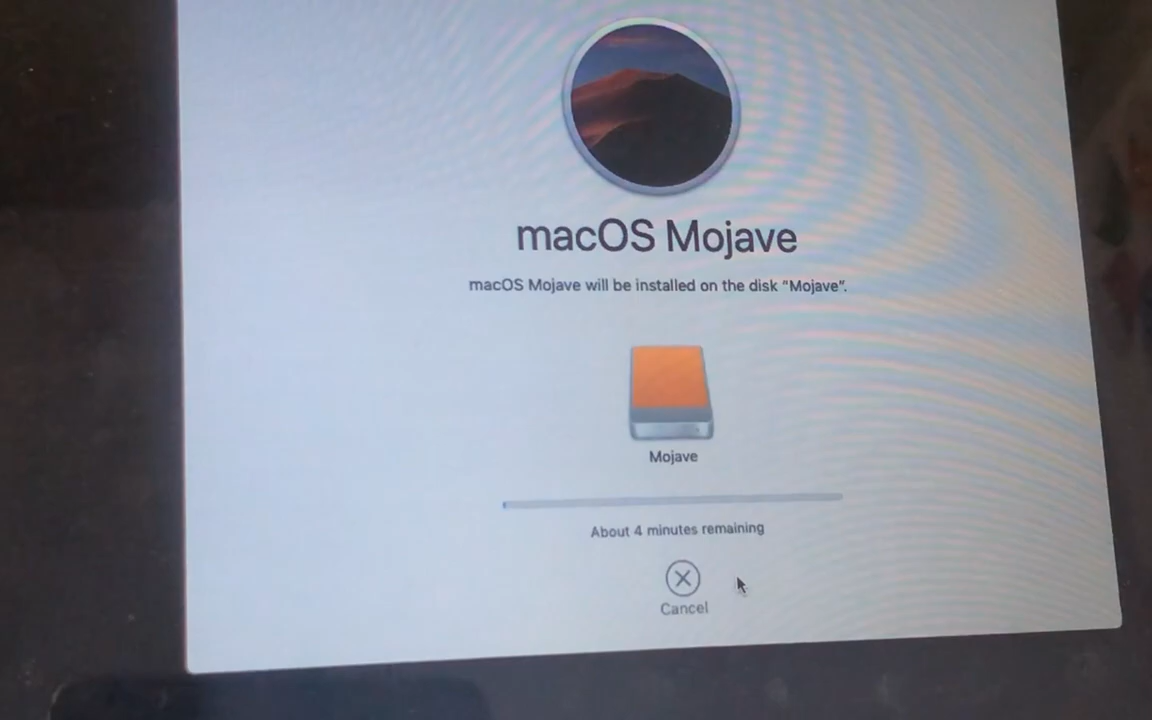 macOS Mojave
macOS Mojave will be installed on the disk “Mojave”.
Mojave
About 4 minutes remaining
Cancel